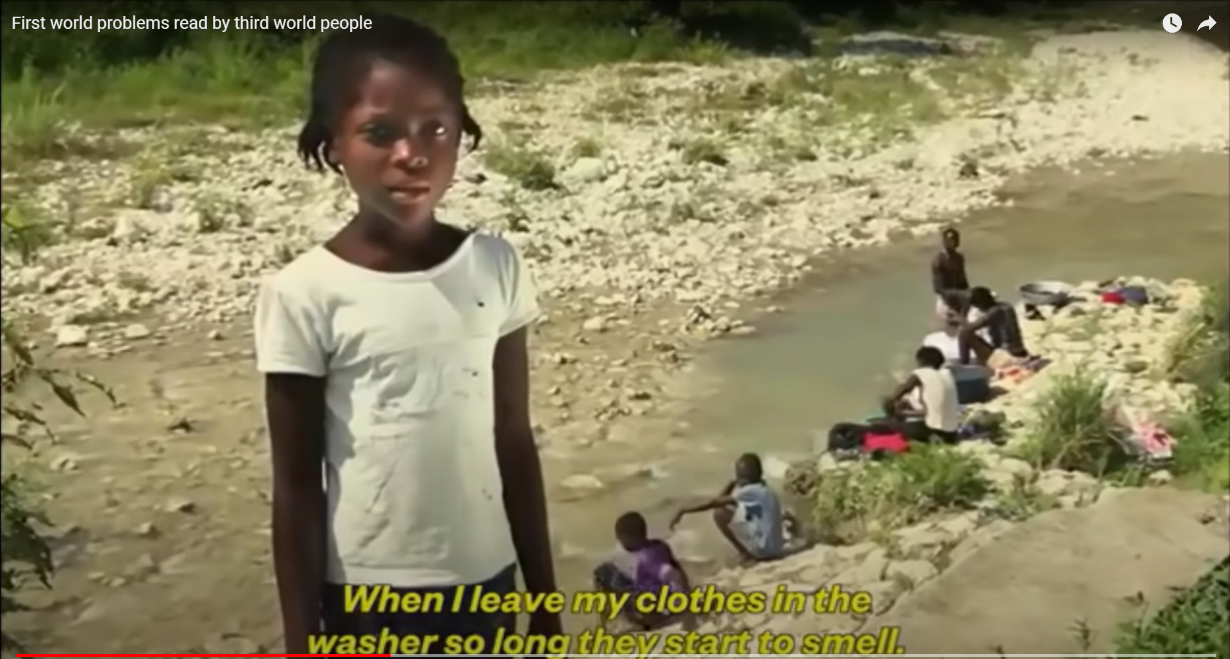 First world problems read by third world people
When I leave my clothes in the
washer so long they start to smell.